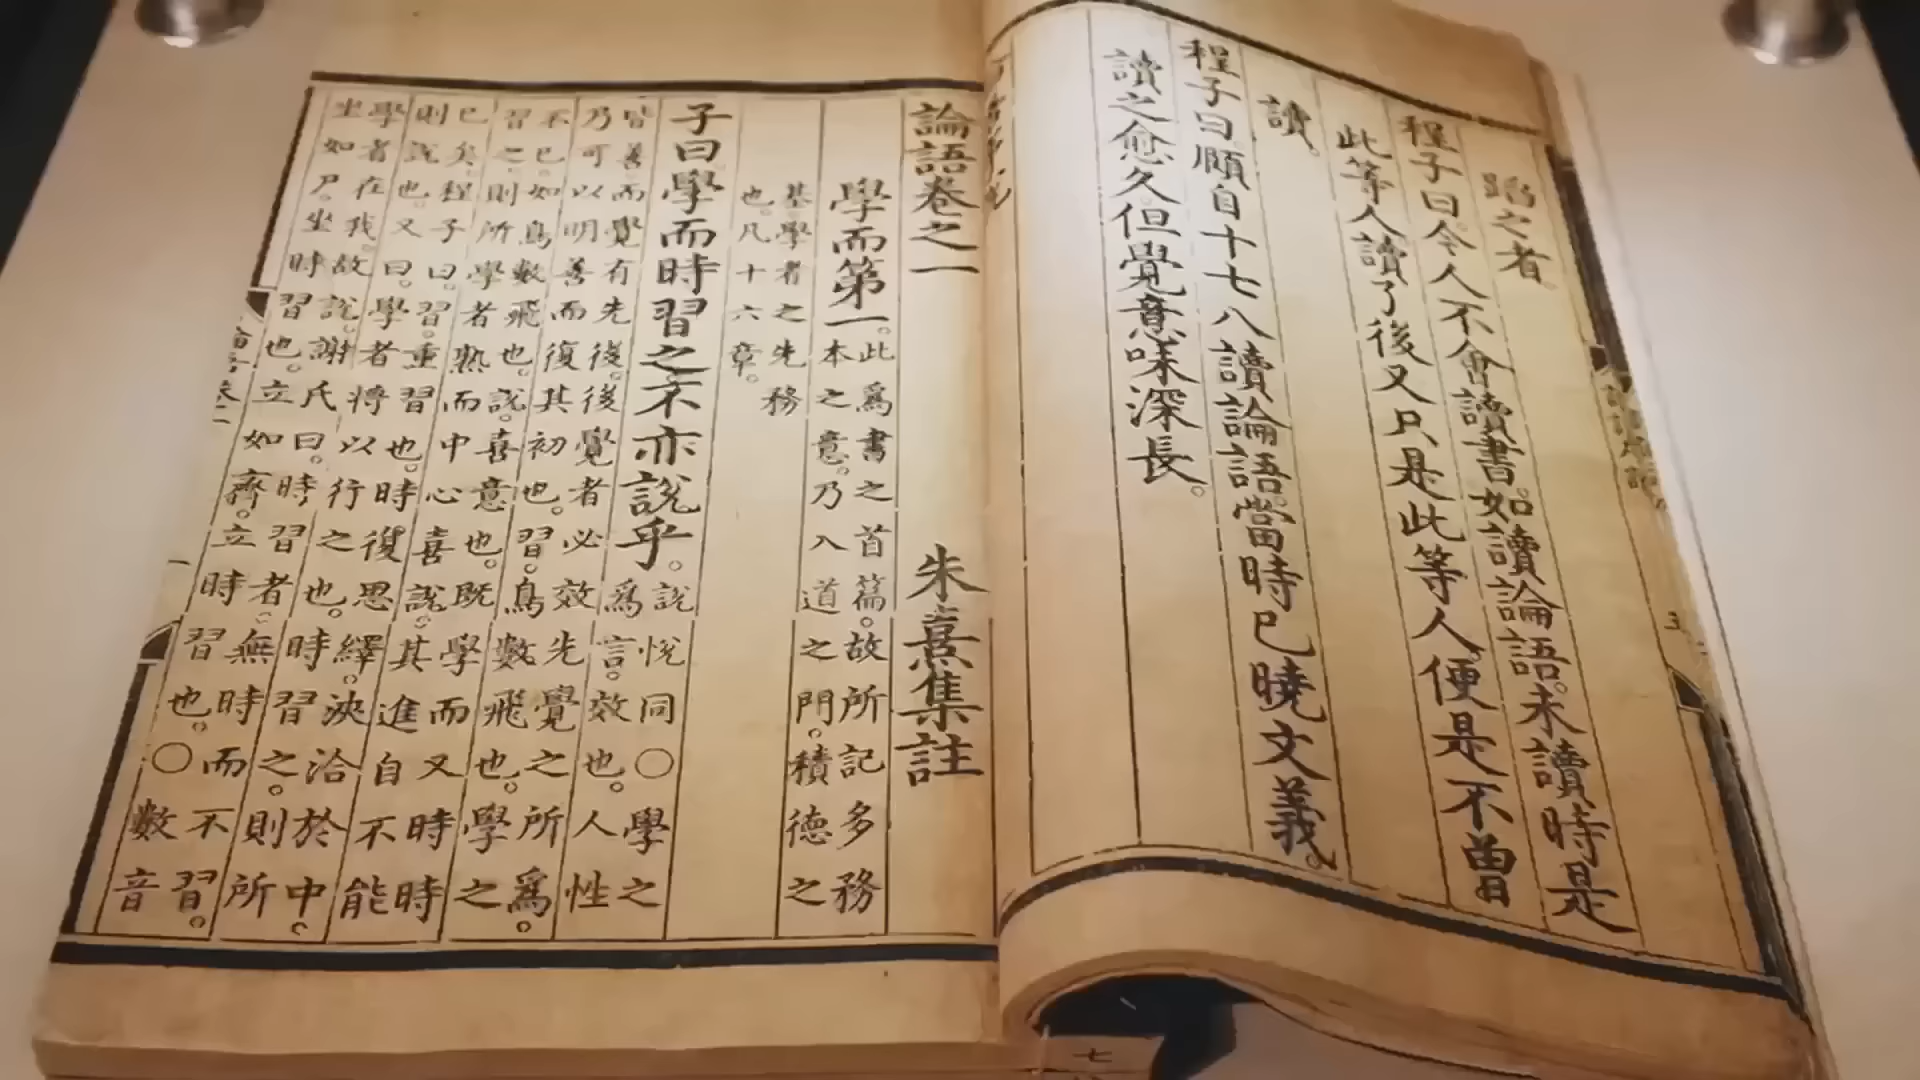 蹈之者。
程子曰。今人不會讀書。如讀論語。未讀時是
此等人。讀了後又只是此等人。便是不曾
讀。
程子曰。頤自十七八讀論語。當時已曉文義。
讀之愈久。但覺意味深長。
論語卷之一 朱熹集註
學而第一。
此爲書之首篇。故所記多務
本之意。乃入道之門。積德之
基。學者之先務
也。凡十六章。
子曰。學而時習之。不亦說乎。
說悅同○學之
爲言。效也。人性
皆善。而覺有先後。後覺者必效先覺之所爲。
乃可以明善而復其初也。習。鳥數飛也。學之
不已。如鳥數飛也。說。喜意也。既學而又時時
習之。則所學者熟而中心喜說。其進自不能
已矣。程子曰。習。重習也。時復思繹。浹洽於中。
則說也。又曰。學者將以行之也。時習之。則所
學者在我。故說。謝氏曰。時習者。無時而不習。
坐如尸。坐時習也。立如齊。立時習也。○數音